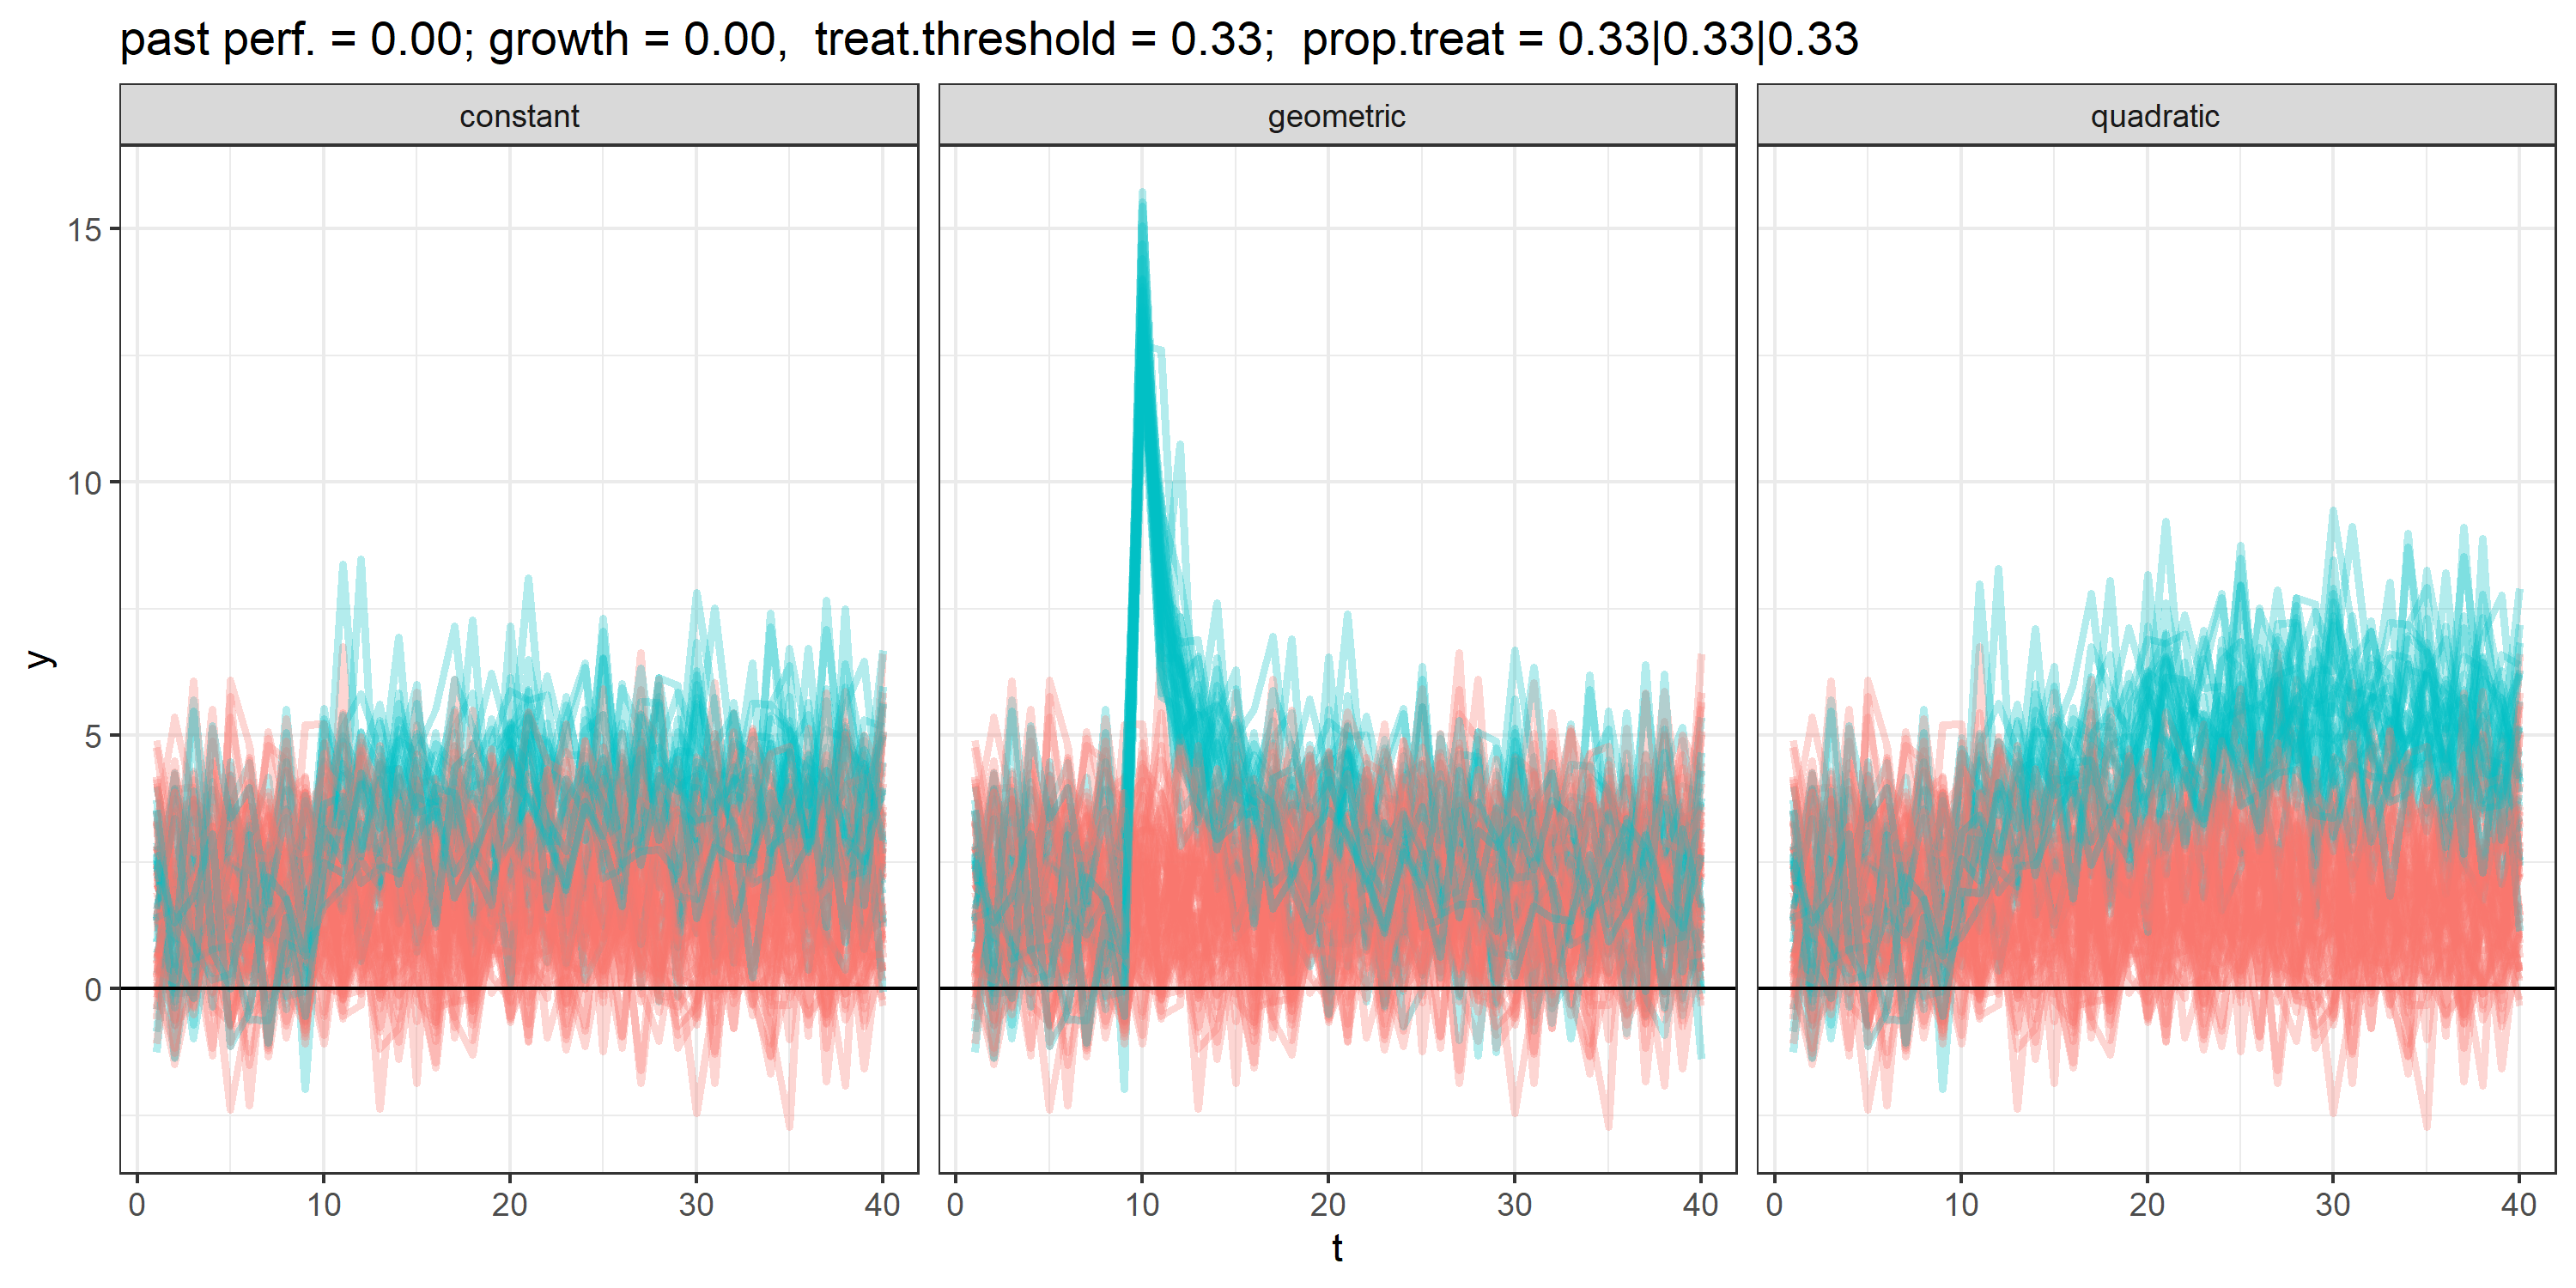 past perf. = 0.00; growth = 0.00,  treat.threshold = 0.33;  prop.treat = 0.33|0.33|0.33
constant geometric quadratic
15
10
5
0
y
0 10 20 30 40 0 10 20 30 40 0 10 20 30 40
t